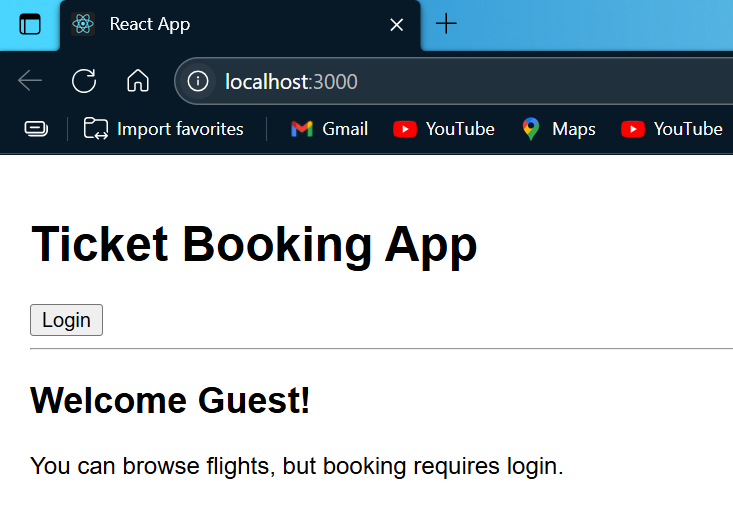 React App
localhost:3000
Import favorites Gmail YouTube Maps YouTube
Ticket Booking App
Login
Welcome Guest!
You can browse flights, but booking requires login.